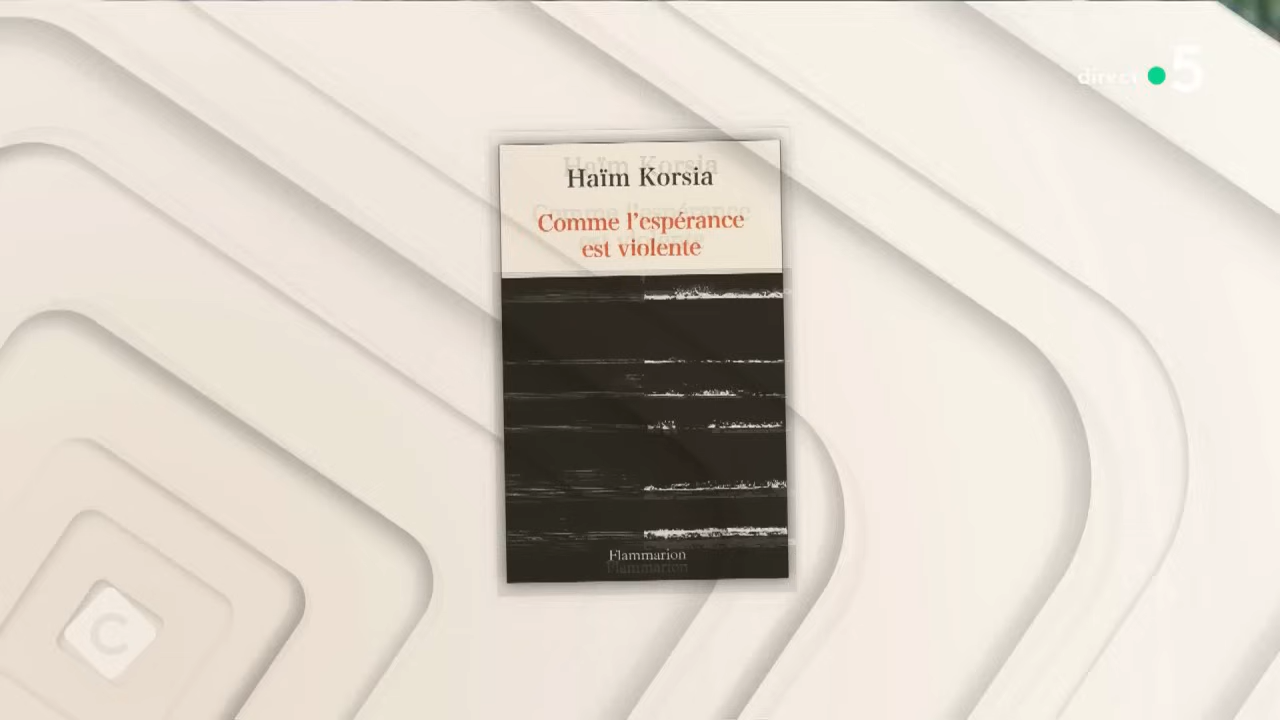 direct 5
Haïm Korsia
Comme l'espérance
est violente
Flammarion
C